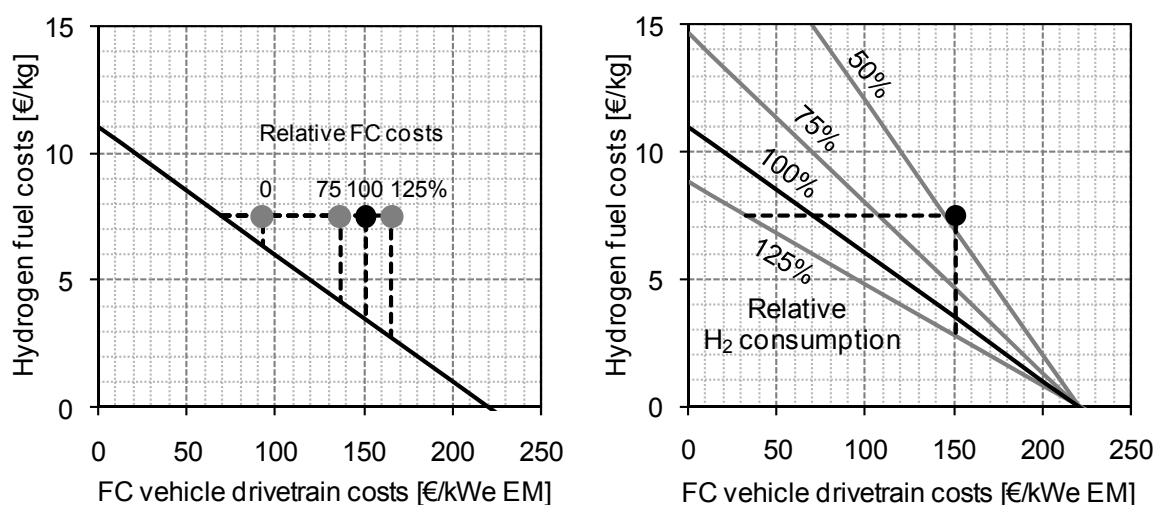 Hydrogen fuel costs [€/kg]
15
10
5
0
Relative FC costs
0 75 100 125%
0 50 100 150 200 250
FC vehicle drivetrain costs [€/kWe EM]
Hydrogen fuel costs [€/kg]
15
10
5
0
50%
75%
100%
125%
Relative
H₂ consumption
0 50 100 150 200 250
FC vehicle drivetrain costs [€/kWe EM]